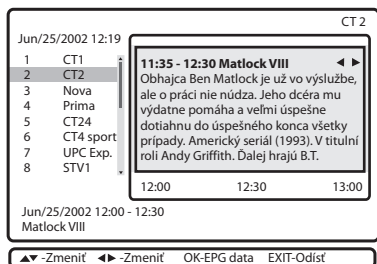 CT 2
Jun/25/2002 12:19
1 CT1
2 CT2
3 Nova
4 Prima
5 CT24
6 CT4 sport
7 UPC Exp.
8 STV1
11:35 - 12:30 Matlock VIII ◀ ▶
Obhajca Ben Matlock je už vo výslužbe,
ale o práci nie núdza. Jeho dcéra mu
výdatne pomáha a veľmi úspešne
dotiahnu do úspešného konca všetky
prípady. Americký seriál (1993). V titulní
roli Andy Griffith. Ďalej hrajú B.T.
12:00 12:30 13:00
Jun/25/2002 12:00 - 12:30
Matlock VIII
▲▼ -Zmeniť ◀▶ -Zmeniť OK-EPG data EXIT-Odísť